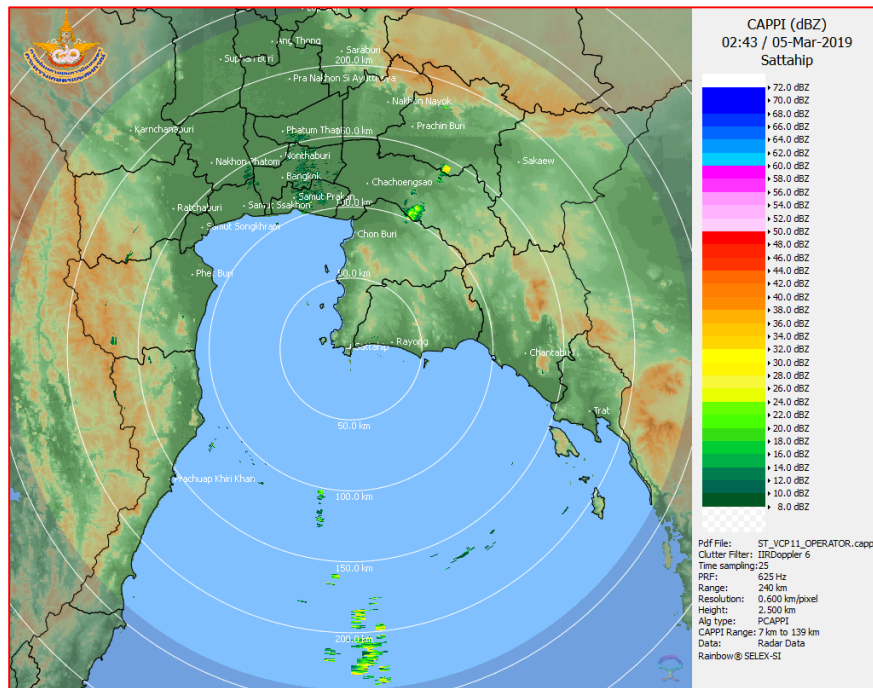 CAPPI (dBZ)
02:43 / 05-Mar-2019
Sattahip
72.0 dBZ
70.0 dBZ
68.0 dBZ
66.0 dBZ
64.0 dBZ
62.0 dBZ
60.0 dBZ
58.0 dBZ
56.0 dBZ
54.0 dBZ
52.0 dBZ
50.0 dBZ
48.0 dBZ
46.0 dBZ
44.0 dBZ
42.0 dBZ
40.0 dBZ
38.0 dBZ
36.0 dBZ
34.0 dBZ
32.0 dBZ
30.0 dBZ
28.0 dBZ
26.0 dBZ
24.0 dBZ
22.0 dBZ
20.0 dBZ
18.0 dBZ
16.0 dBZ
14.0 dBZ
12.0 dBZ
10.0 dBZ
8.0 dBZ
Pdf File: ST_VCP11_OPERATOR.capp
Clutter Filter: IIRDoppler 6
Time sampling:25
PRF: 625 Hz
Range: 240 km
Resolution: 0.600 km/pixel
Height: 2.500 km
Alg type: PCAPPI
CAPPI Range: 7 km to 139 km
Data: Radar Data
Rainbow® SELEX-SI
Ang Thong
Saraburi
Suphan Buri
200.0 km
Pra Nakhon Si Ayutthaya
Nakhon Nayok
Karnchanaburi
Phatum Thani
Prachin Buri
Nonthaburi
Nakhon Phatom
Sakaew
Bangkok
Chachoengsao
Samut Prakan
Ratchaburi
Samut Ssakhon
100.0 km
Samut Songkhram
Chon Buri
Phet Buri
Sattahip
Rayong
Chantaburi
Trat
50.0 km
Prachuap Khiri Khan
100.0 km
150.0 km
200.0 km